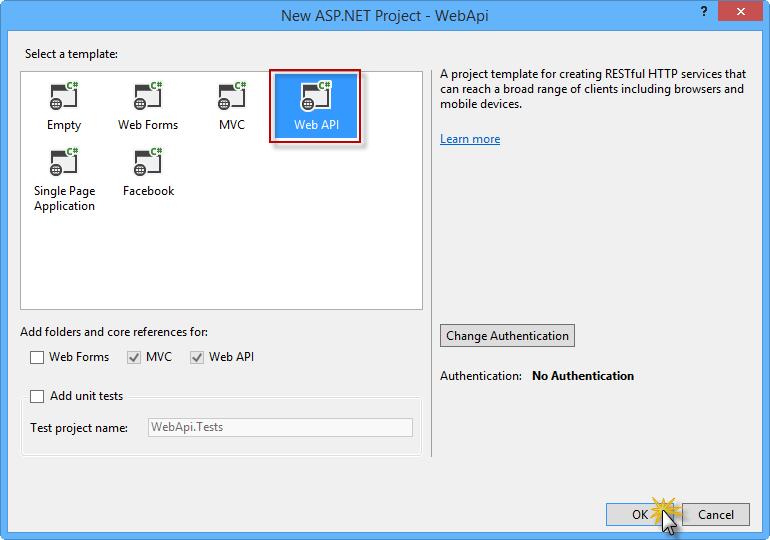 New ASP.NET Project - WebApi
?
Select a template:
C# C# C# C#
Empty Web Forms MVC Web API
C# C#
Single Page Facebook
Application
A project template for creating RESTful HTTP services that
can reach a broad range of clients including browsers and
mobile devices.
Learn more
Add folders and core references for:
Web Forms MVC Web API
Add unit tests
Test project name: WebApi.Tests
Change Authentication
Authentication: No Authentication
OK Cancel